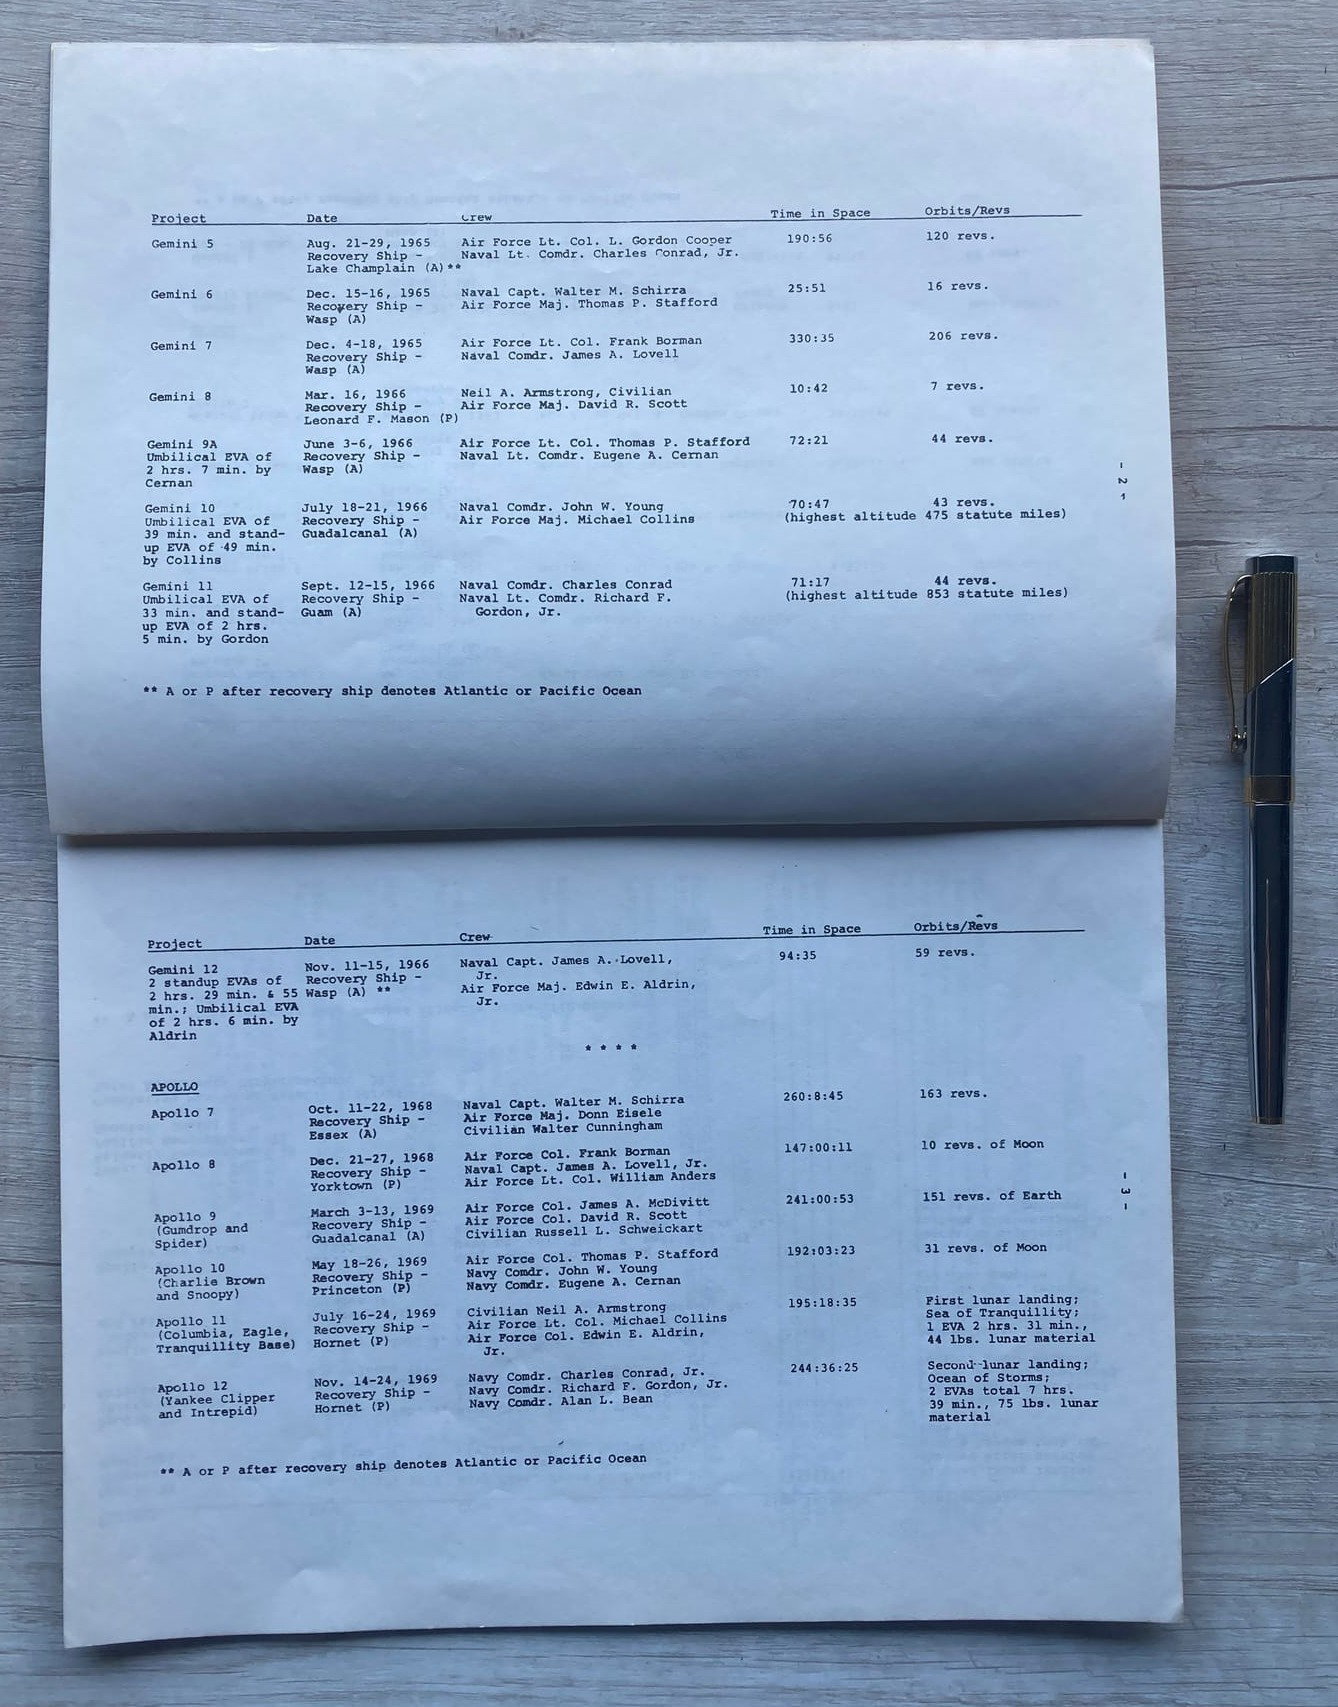 Project Date Crew Time in Space Orbits/Revs
Gemini 5 Aug. 21-29, 1965 Air Force Lt. Col. L. Gordon Cooper 190:56 120 revs.
Recovery Ship - Naval Lt. Comdr. Charles Conrad, Jr.
Lake Champlain (A)**
Gemini 6 Dec. 15-16, 1965 Naval Capt. Walter M. Schirra 25:51 16 revs.
Recovery Ship - Air Force Maj. Thomas P. Stafford
Wasp (A)
Gemini 7 Dec. 4-18, 1965 Air Force Lt. Col. Frank Borman 330:35 206 revs.
Recovery Ship - Naval Comdr. James A. Lovell
Wasp (A)
Gemini 8 Mar. 16, 1966 Neil A. Armstrong, Civilian 10:42 7 revs.
Recovery Ship - Air Force Maj. David R. Scott
Leonard F. Mason (P)
Gemini 9A June 3-6, 1966 Air Force Lt. Col. Thomas P. Stafford 72:21 44 revs.
Umbilical EVA of Recovery Ship - Naval Lt. Comdr. Eugene A. Cernan
2 hrs. 7 min. by Wasp (A)
Cernan
- 2 -
Gemini 10 July 18-21, 1966 Naval Comdr. John W. Young 70:47 43 revs.
Umbilical EVA of Recovery Ship - Air Force Maj. Michael Collins (highest altitude 475 statute miles)
39 min. and stand- Guadalcanal (A)
up EVA of 49 min.
by Collins
Gemini 11 Sept. 12-15, 1966 Naval Comdr. Charles Conrad 71:17 44 revs.
Umbilical EVA of Recovery Ship - Naval Lt. Comdr. Richard F. (highest altitude 853 statute miles)
33 min. and stand- Guam (A) Gordon, Jr.
up EVA of 2 hrs.
5 min. by Gordon
** A or P after recovery ship denotes Atlantic or Pacific Ocean
Project Date Crew Time in Space Orbits/Revs
Gemini 12 Nov. 11-15, 1966 Naval Capt. James A. Lovell, 94:35 59 revs.
2 standup EVAs of Recovery Ship - Jr.
2 hrs. 29 min. & 55 Wasp (A) ** Air Force Maj. Edwin E. Aldrin,
min.; Umbilical EVA Jr.
of 2 hrs. 6 min. by
Aldrin
* * * *
APOLLO
Apollo 7 Oct. 11-22, 1968 Naval Capt. Walter M. Schirra 260:8:45 163 revs.
Recovery Ship - Air Force Maj. Donn Eisele
Essex (A) Civilian Walter Cunningham
Apollo 8 Dec. 21-27, 1968 Air Force Col. Frank Borman 147:00:11 10 revs. of Moon
Recovery Ship - Naval Capt. James A. Lovell, Jr.
Yorktown (P) Air Force Lt. Col. William Anders
- 3 -
Apollo 9 March 3-13, 1969 Air Force Col. James A. McDivitt 241:00:53 151 revs. of Earth
(Gumdrop and Recovery Ship - Air Force Col. David R. Scott
Spider) Guadalcanal (A) Civilian Russell L. Schweickart
Apollo 10 May 18-26, 1969 Air Force Col. Thomas P. Stafford 192:03:23 31 revs. of Moon
(Charlie Brown Recovery Ship - Navy Comdr. John W. Young
and Snoopy) Princeton (P) Navy Comdr. Eugene A. Cernan
Apollo 11 July 16-24, 1969 Civilian Neil A. Armstrong 195:18:35 First lunar landing;
(Columbia, Eagle, Recovery Ship - Air Force Lt. Col. Michael Collins Sea of Tranquillity;
Tranquillity Base) Hornet (P) Air Force Col. Edwin E. Aldrin, 1 EVA 2 hrs. 31 min.,
Jr. 44 lbs. lunar material
Apollo 12 Nov. 14-24, 1969 Navy Comdr. Charles Conrad, Jr. 244:36:25 Second lunar landing;
(Yankee Clipper Recovery Ship - Navy Comdr. Richard F. Gordon, Jr. Ocean of Storms;
and Intrepid) Hornet (P) Navy Comdr. Alan L. Bean 2 EVAs total 7 hrs.
39 min., 75 lbs. lunar
material
** A or P after recovery ship denotes Atlantic or Pacific Ocean